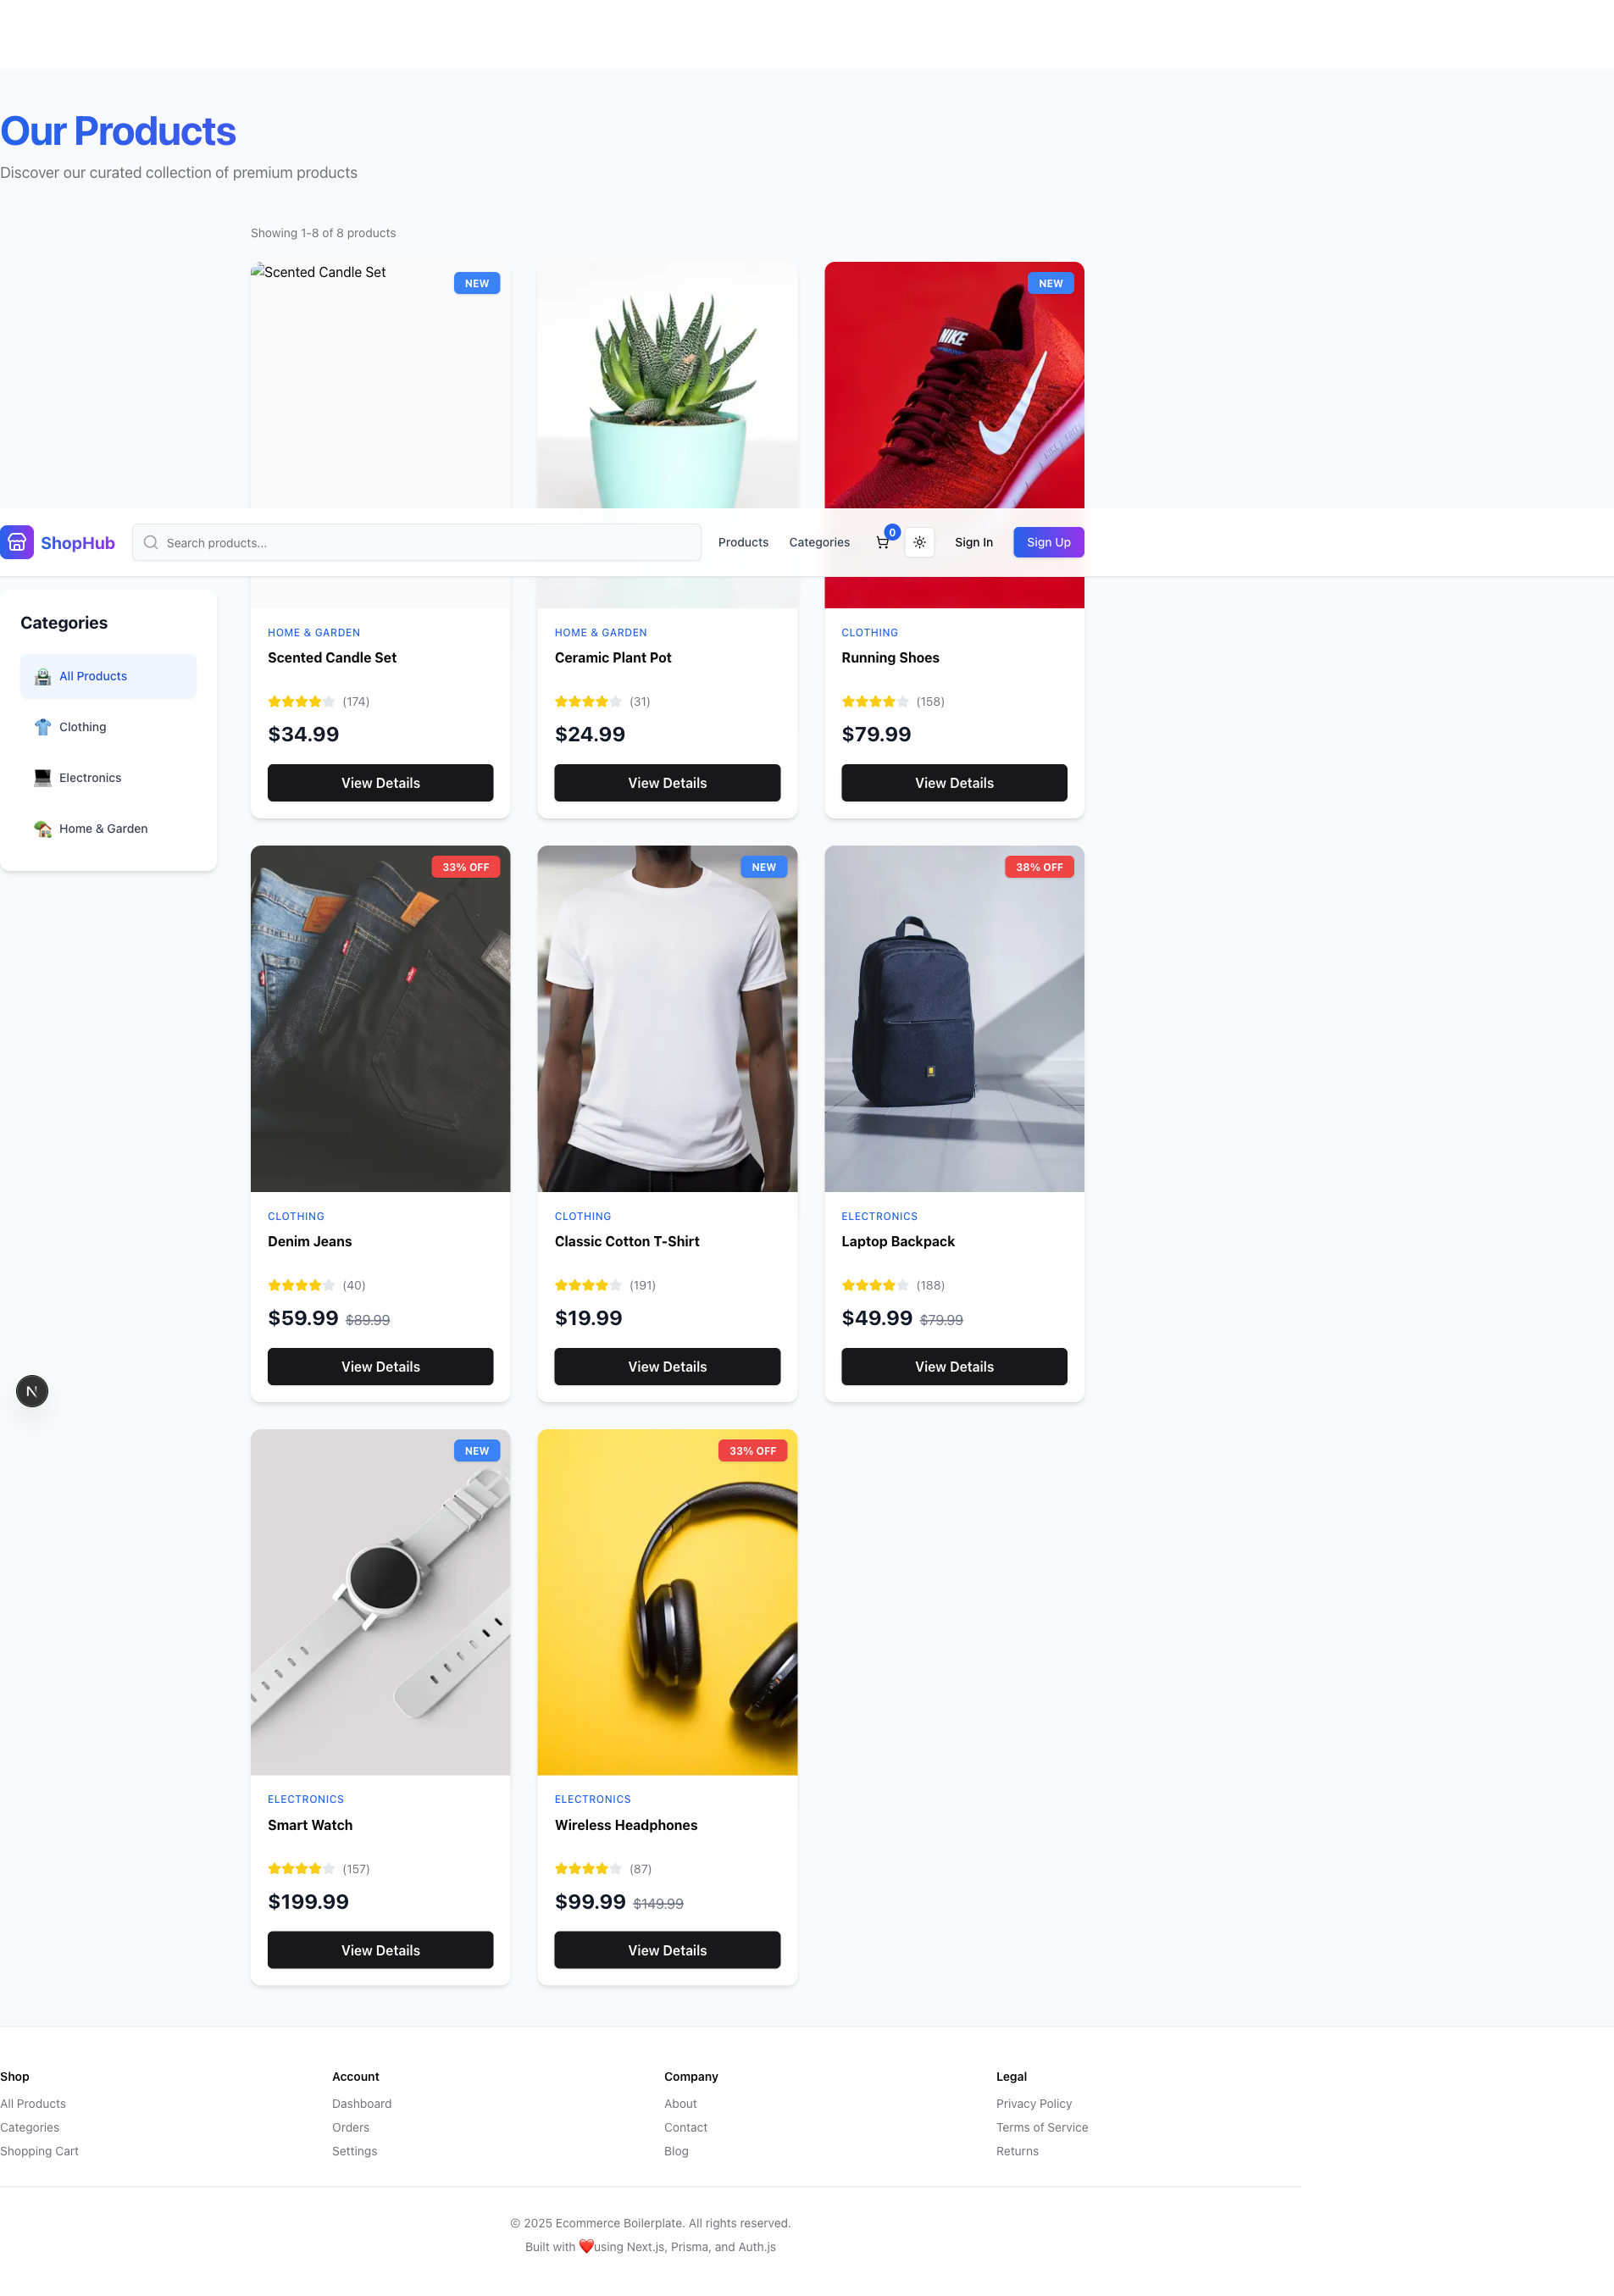 Our Products
Discover our curated collection of premium products
Showing 1-8 of 8 products
Scented Candle Set
NEW
NEW
NIKE
ShopHub
Search products...
Products
Categories
0
Sign In
Sign Up
Categories
All Products
Clothing
Electronics
Home & Garden
HOME & GARDEN
Scented Candle Set
(174)
$34.99
View Details
HOME & GARDEN
Ceramic Plant Pot
(31)
$24.99
View Details
CLOTHING
Running Shoes
(158)
$79.99
View Details
33% OFF
NEW
38% OFF
CLOTHING
Denim Jeans
(40)
$59.99 $89.99
View Details
CLOTHING
Classic Cotton T-Shirt
(191)
$19.99
View Details
ELECTRONICS
Laptop Backpack
(188)
$49.99 $79.99
View Details
N
NEW
33% OFF
ELECTRONICS
Smart Watch
(157)
$199.99
View Details
ELECTRONICS
Wireless Headphones
(87)
$99.99 $149.99
View Details
Shop
All Products
Categories
Shopping Cart
Account
Dashboard
Orders
Settings
Company
About
Contact
Blog
Legal
Privacy Policy
Terms of Service
Returns
© 2025 Ecommerce Boilerplate. All rights reserved.
Built with ❤️using Next.js, Prisma, and Auth.js